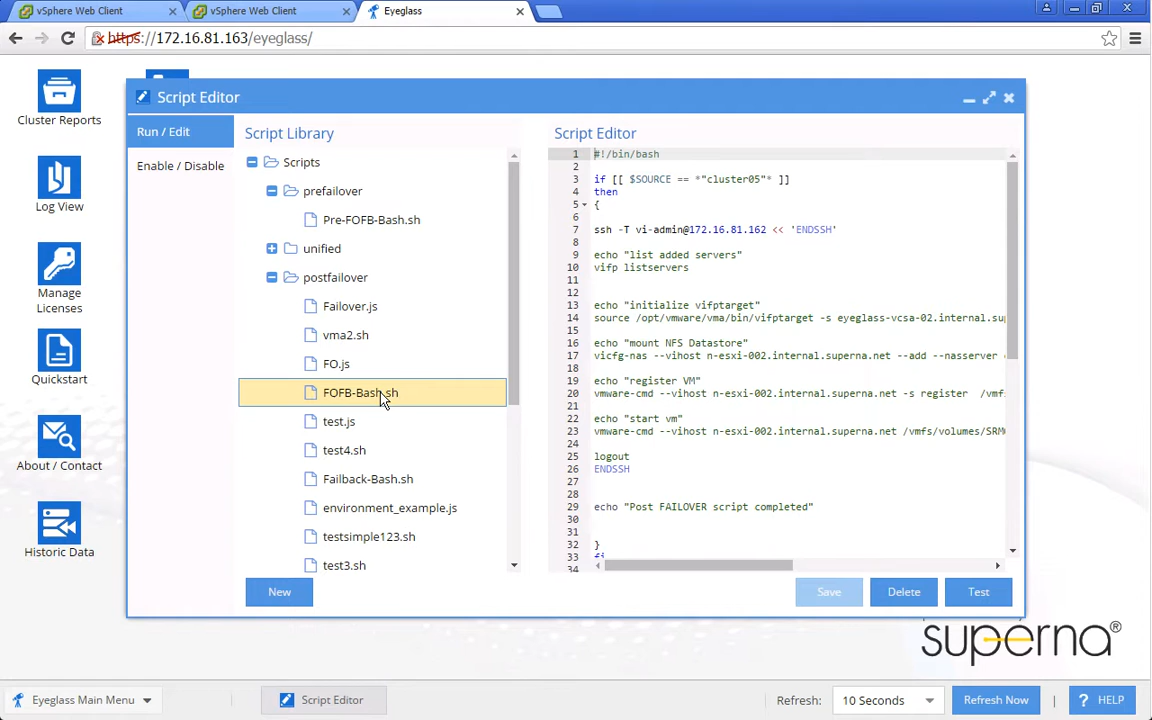 vSphere Web Client
vSphere Web Client
Eyeglass
https://172.16.81.163/eyeglass/
Cluster Reports
Log View
Manage
Licenses
Quickstart
About / Contact
Historic Data
Script Editor
Run / Edit
Enable / Disable
Script Library
Scripts
prefailover
Pre-FOFB-Bash.sh
unified
postfailover
Failover.js
vma2.sh
FO.js
FOFB-Bash.sh
test.js
test4.sh
Failback-Bash.sh
environment_example.js
testsimple123.sh
test3.sh
New
Script Editor
1 #!/bin/bash
2
3 if [[ $SOURCE == *"cluster05"* ]]
4 then
5 {
6
7 ssh -T vi-admin@172.16.81.162 << 'ENDSSH'
8
9 echo "list added servers"
10 vifp listservers
11
12
13 echo "initialize vifptarget"
14 source /opt/vmware/vma/bin/vifptarget -s eyeglass-vcsa-02.internal.su
15
16 echo "mount NFS Datastore"
17 vicfg-nas --vihost n-esxi-002.internal.superna.net --add --nasserver
18
19 echo "register VM"
20 vmware-cmd --vihost n-esxi-002.internal.superna.net -s register /vmf
21
22 echo "start vm"
23 vmware-cmd --vihost n-esxi-002.internal.superna.net /vmfs/volumes/SRM
24
25 logout
26 ENDSSH
27
28
29 echo "Post FAILOVER script completed"
30
31
32 }
33 fi
34
Save
Delete
Test
superna®
Eyeglass Main Menu
Script Editor
Refresh:
10 Seconds
Refresh Now
HELP